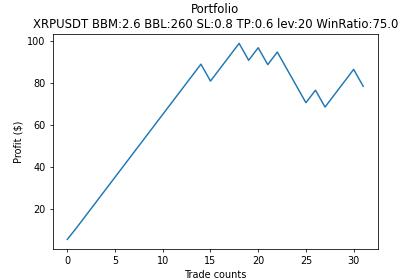 Portfolio
XRPUSDT BBM:2.6 BBL:260 SL:0.8 TP:0.6 lev:20 WinRatio:75.0
Profit ($)
100
80
60
40
20
0 5 10 15 20 25 30
Trade counts